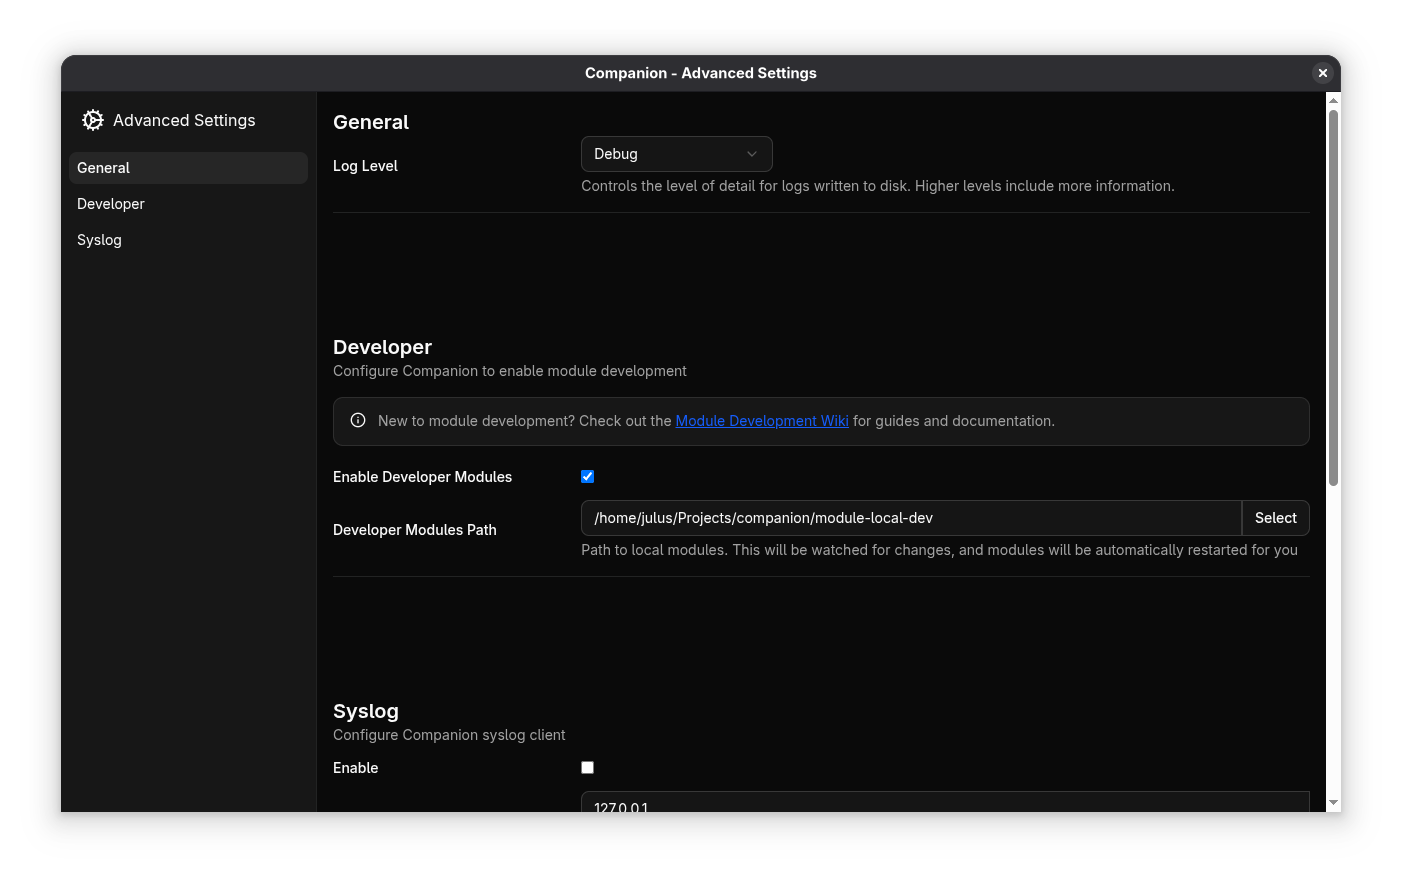 Companion - Advanced Settings
Advanced Settings
General
Developer
Syslog
General
Log Level
Debug
Controls the level of detail for logs written to disk. Higher levels include more information.
Developer
Configure Companion to enable module development
New to module development? Check out the Module Development Wiki for guides and documentation.
Enable Developer Modules
Developer Modules Path
/home/julus/Projects/companion/module-local-dev
Select
Path to local modules. This will be watched for changes, and modules will be automatically restarted for you
Syslog
Configure Companion syslog client
Enable
127.0.0.1